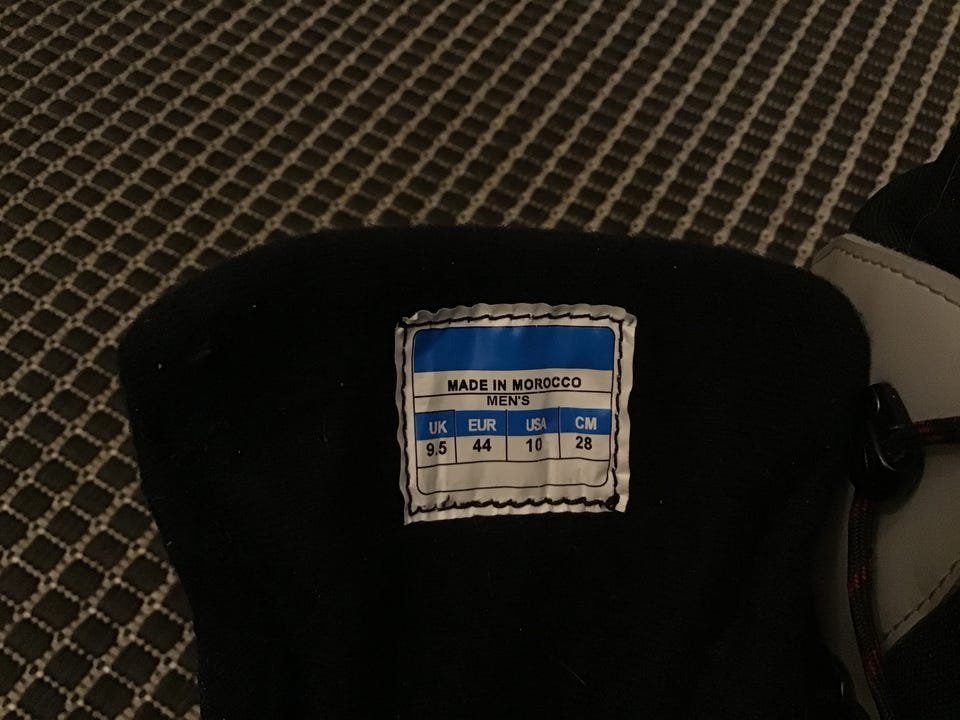 MADE IN MOROCCO
MEN'S
UK EUR USA CM
9.5 44 10 28